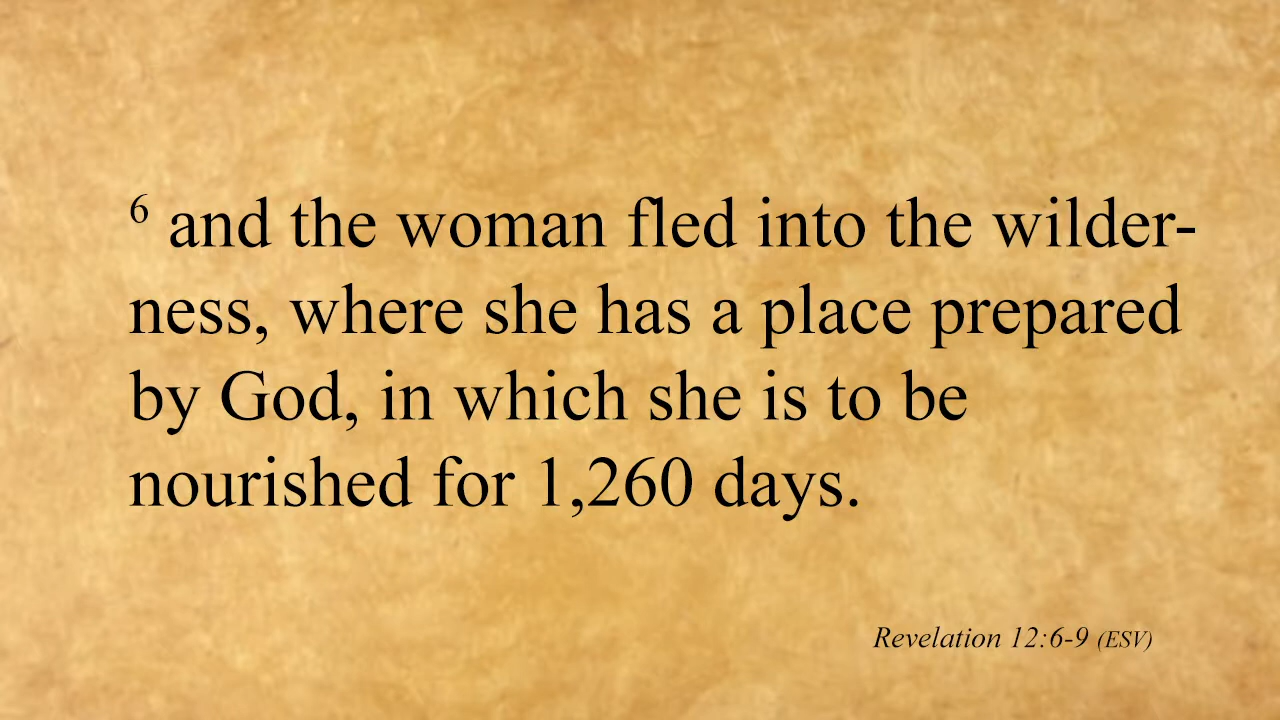 6 and the woman fled into the wilder-
ness, where she has a place prepared
by God, in which she is to be
nourished for 1,260 days.
Revelation 12:6-9 (ESV)